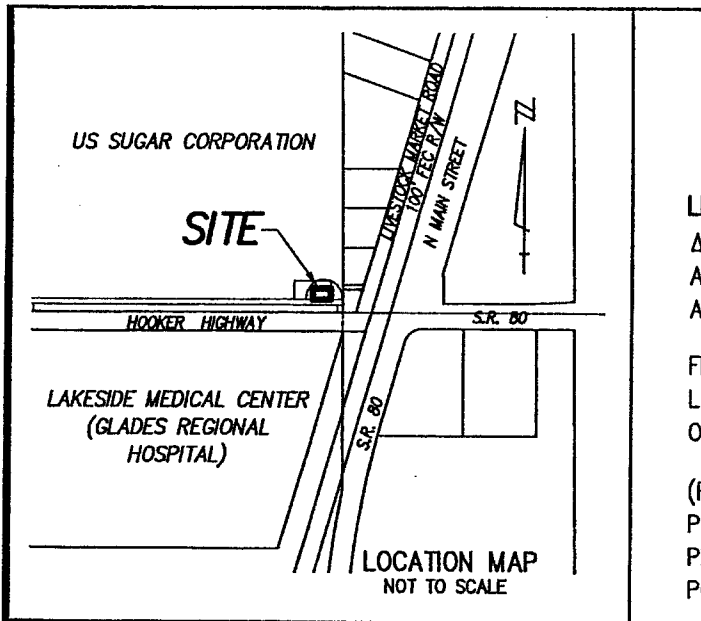 US SUGAR CORPORATION
LIVESTOCK MARKET ROAD
100' FEC R/W
N MAIN STREET
N
SITE
HOOKER HIGHWAY
S.R. 80
LAKESIDE MEDICAL CENTER
(GLADES REGIONAL
HOSPITAL)
S.R. 80
LOCATION MAP
NOT TO SCALE
Δ
A
A
L
O